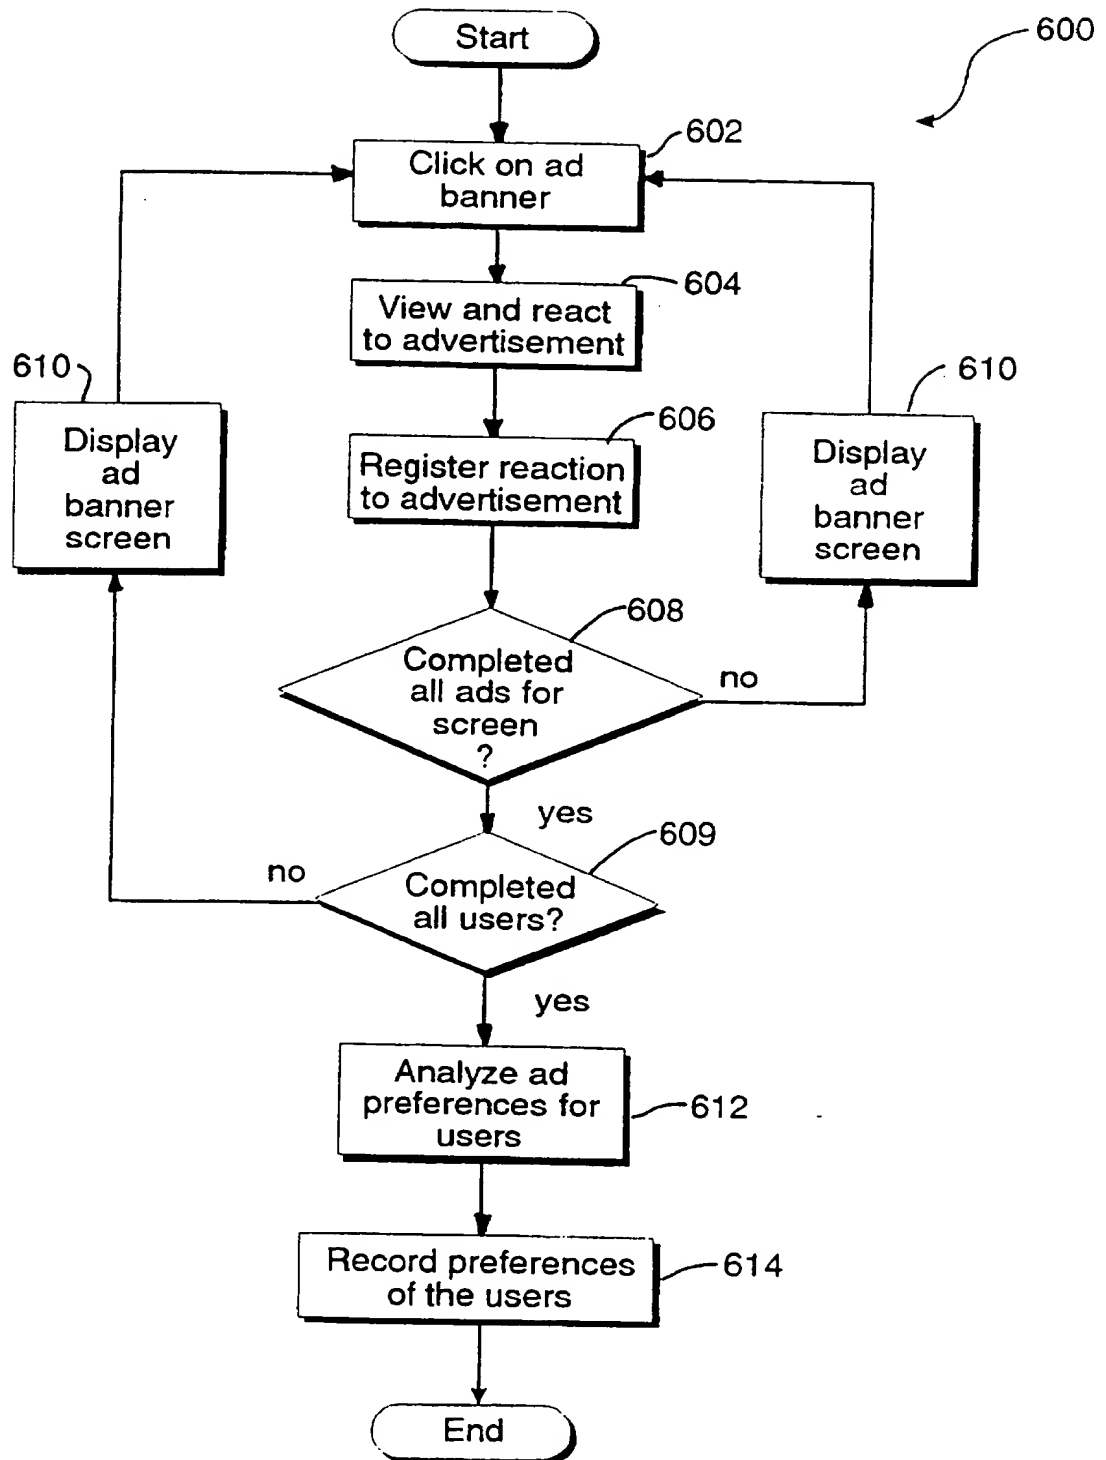 Start
600
602
Click on ad
banner
604
View and react
to advertisement
610
Display
ad
banner
screen
606
Register reaction
to advertisement
610
Display
ad
banner
screen
608
Completed
all ads for
screen
?
no
yes
609
no
Completed
all users?
yes
Analyze ad
preferences for
users
612
Record preferences
of the users
614
End